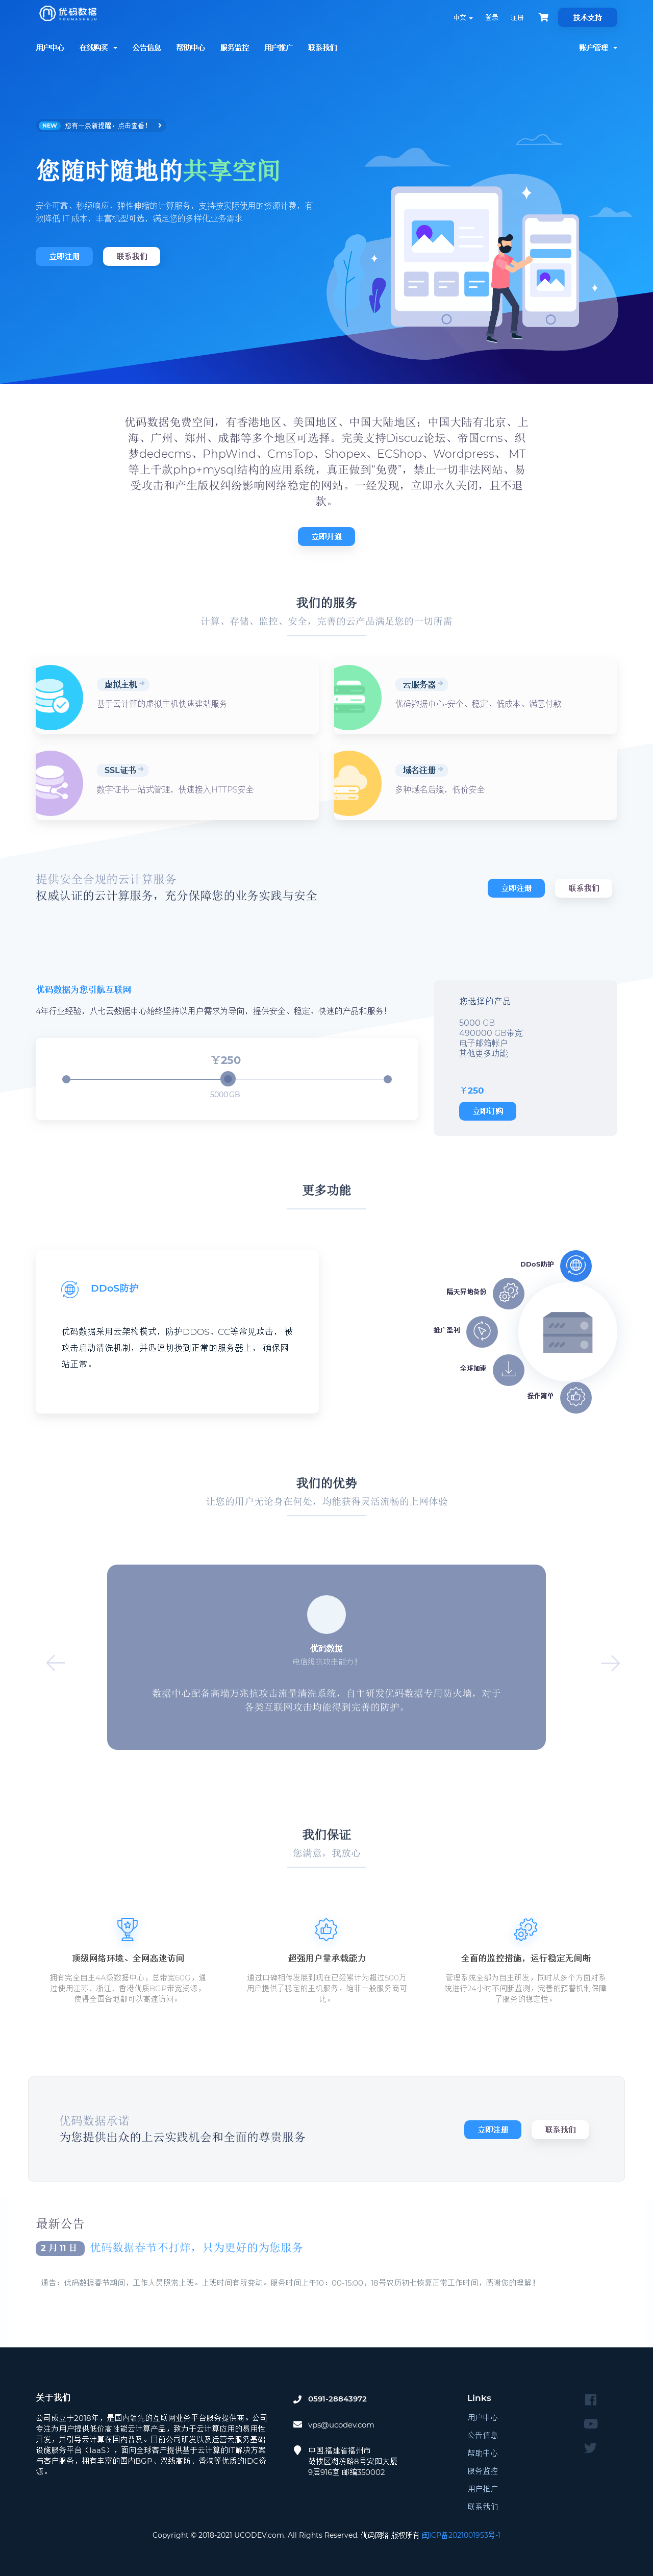 优码数据
YOUMASHUJU
中文
登录
注册
技术支持
用户中心
在线购买
公告信息
帮助中心
服务监控
用户推广
联系我们
账户管理
NEW 您有一条新提醒，点击查看！
您随时随地的共享空间
安全可靠、秒级响应、弹性伸缩的计算服务，支持按实际使用的资源计费，有
效降低 IT 成本，丰富机型可选，满足您的多样化业务需求
立即注册
联系我们
优码数据免费空间，有香港地区、美国地区、中国大陆地区；中国大陆有北京、上
海、广州、郑州、成都等多个地区可选择。完美支持Discuz论坛、帝国cms、织
梦dedecms、PhpWind、CmsTop、Shopex、ECShop、Wordpress、 MT
等上千款php+mysql结构的应用系统，真正做到“免费”，禁止一切非法网站、易
受攻击和产生版权纠纷影响网络稳定的网站。一经发现，立即永久关闭，且不退
款。
立即开通
我们的服务
计算、存储、监控、安全，完善的云产品满足您的一切所需
虚拟主机
基于云计算的虚拟主机快速建站服务
云服务器
优码数据中心-安全、稳定、低成本、满意付款
SSL证书
数字证书一站式管理，快速接入HTTPS安全
域名注册
多种域名后缀，低价安全
提供安全合规的云计算服务
权威认证的云计算服务，充分保障您的业务实践与安全
立即注册
联系我们
优码数据为您引航互联网
4年行业经验，八七云数据中心始终坚持以用户需求为导向，提供安全、稳定、快速的产品和服务！
￥250
5000GB
您选择的产品
5000 GB
490000 GB带宽
电子邮箱帐户
其他更多功能
￥250
立即订购
更多功能
DDoS防护
优码数据采用云架构模式，防护DDOS、CC等常见攻击， 被
攻击启动清洗机制，并迅速切换到正常的服务器上， 确保网
站正常。
DDoS防护
隔天异地备份
推广盈利
全球加速
操作简单
我们的优势
让您的用户无论身在何处，均能获得灵活流畅的上网体验
优码数据
电信级抗攻击能力！
数据中心配备高端万兆抗攻击流量清洗系统，自主研发优码数据专用防火墙，对于
各类互联网攻击均能得到完善的防护。
我们保证
您满意，我放心
顶级网络环境、全网高速访问
拥有完全自主4A级数据中心，总带宽60G，通
过使用江苏、浙江、香港优质BGP带宽资源，
使得全国各地都可以高速访问。
超强用户量承载能力
通过口碑相传发展到现在已经累计为超过500万
用户提供了稳定的主机服务，绝非一般服务商可
比。
全面的监控措施，运行稳定无间断
管理系统全部为自主研发，同时从多个方面对系
统进行24小时不间断监测，完善的预警机制保障
了服务的稳定性。
优码数据承诺
为您提供出众的上云实践机会和全面的尊贵服务
立即注册
联系我们
最新公告
2 月 11 日 优码数据春节不打烊，只为更好的为您服务
通告：优码数据春节期间，工作人员照常上班。上班时间有所变动。服务时间上午10：00-15:00，18号农历初七恢复正常工作时间，感谢您的理解！
关于我们
公司成立于2018年，是国内领先的互联网业务平台服务提供商。公司
专注为用户提供低价高性能云计算产品，致力于云计算应用的易用性
开发，并引导云计算在国内普及。目前公司研发以及运营云服务基础
设施服务平台（IaaS），面向全球客户提供基于云计算的IT解决方案
与客户服务，拥有丰富的国内BGP、双线高防、香港等优质的IDC资
源。
0591-28843972
vps@ucodev.com
中国.福建省福州市
鼓楼区湖滨路8号安阳大厦
9层916室 邮编350002
Links
用户中心
公告信息
帮助中心
服务监控
用户推广
联系我们
Copyright © 2018-2021 UCODEV.com. All Rights Reserved. 优码网络 版权所有 闽ICP备2021001953号-1